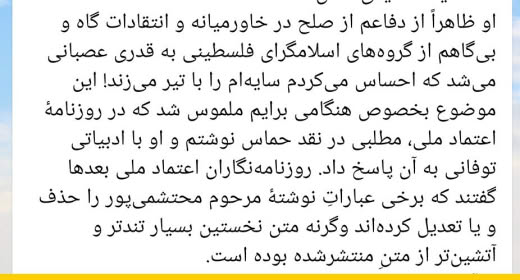 او ظاهراً از دفاعم از صلح در خاورمیانه و انتقادات گاه و
بی‌گاهم از گروه‌های اسلامگرای فلسطینی به قدری عصبانی
می‌شد که احساس می‌کردم سایه‌ام را با تیر می‌زند! این
موضوع بخصوص هنگامی برایم ملموس شد که در روزنامهٔ
اعتماد ملی، مطلبی در نقد حماس نوشتم و او با ادبیاتی
توفانی به آن پاسخ داد. روزنامه‌نگاران اعتماد ملی بعدها
گفتند که برخی عباراتِ نوشتهٔ مرحوم محتشمی‌پور را حذف
و یا تعدیل کرده‌اند وگرنه متن نخستین بسیار تندتر و
آتشین‌تر از متنِ منتشرشده بوده است.